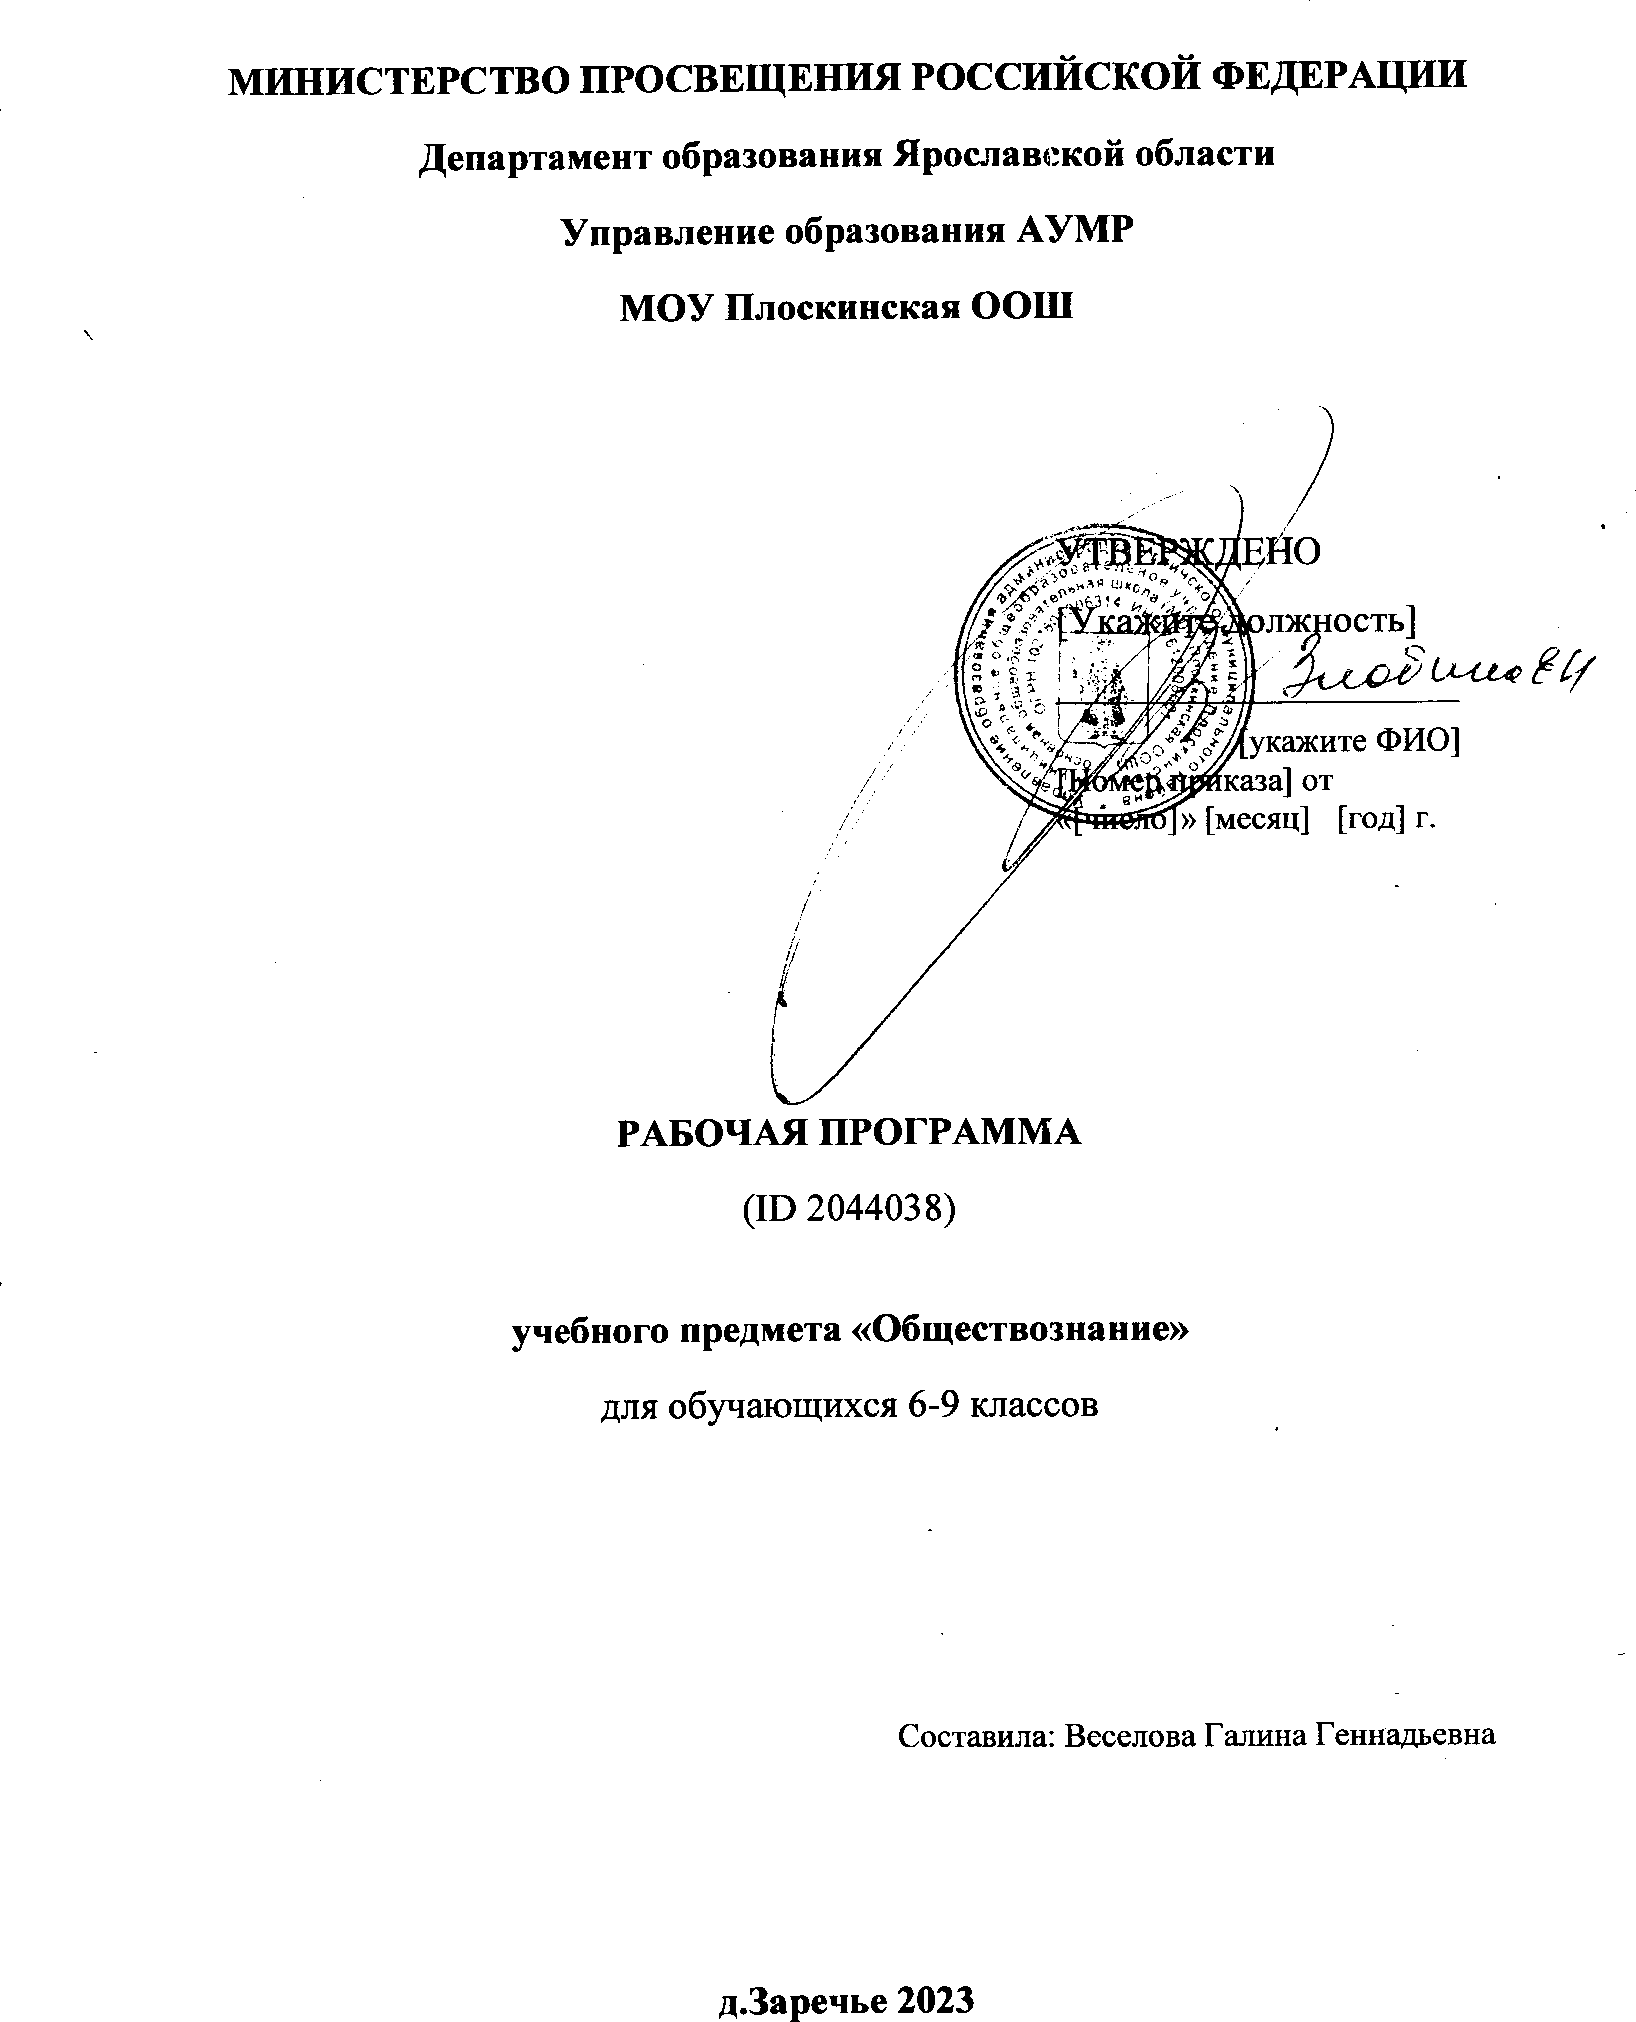 МИНИСТЕРСТВО ПРОСВЕЩЕНИЯ РОССИЙСКОЙ ФЕДЕРАЦИИ
Департамент образования Ярославской области
Управление образования АУМР
МОУ Плоскинская ООШ
УТВЕРЖДЕНО
[Укажите должность]
[укажите ФИО]
[Номер приказа] от
«[число]» [месяц] [год] г.
РАБОЧАЯ ПРОГРАММА
(ID 2044038)
учебного предмета «Обществознание»
для обучающихся 6-9 классов
Составила: Веселова Галина Геннадьевна
д.Заречье 2023